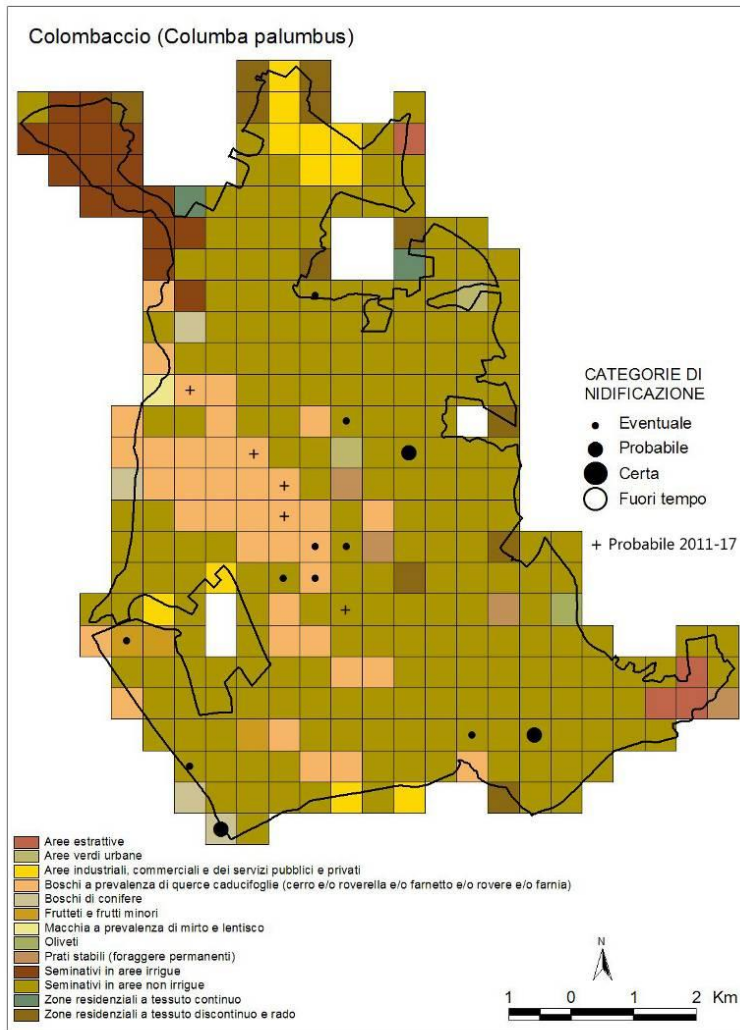 Colombaccio (Columba palumbus)
CATEGORIE DI
NIDIFICAZIONE
Eventuale
Probabile
Certa
Fuori tempo
+ Probabile 2011-17
Aree estrattive
Aree verdi urbane
Aree industriali, commerciali e dei servizi pubblici e privati
Boschi a prevalenza di querce caducifoglie (cerro e/o roverella e/o farnetto e/o rovere e/o farnia)
Boschi di conifere
Frutteti e frutti minori
Macchia a prevalenza di mirto e lentisco
Oliveti
Prati stabili (foraggere permanenti)
Seminativi in aree irrigue
Seminativi in aree non irrigue
Zone residenziali a tessuto continuo
Zone residenziali a tessuto discontinuo e rado
N
1 0 1 2 Km